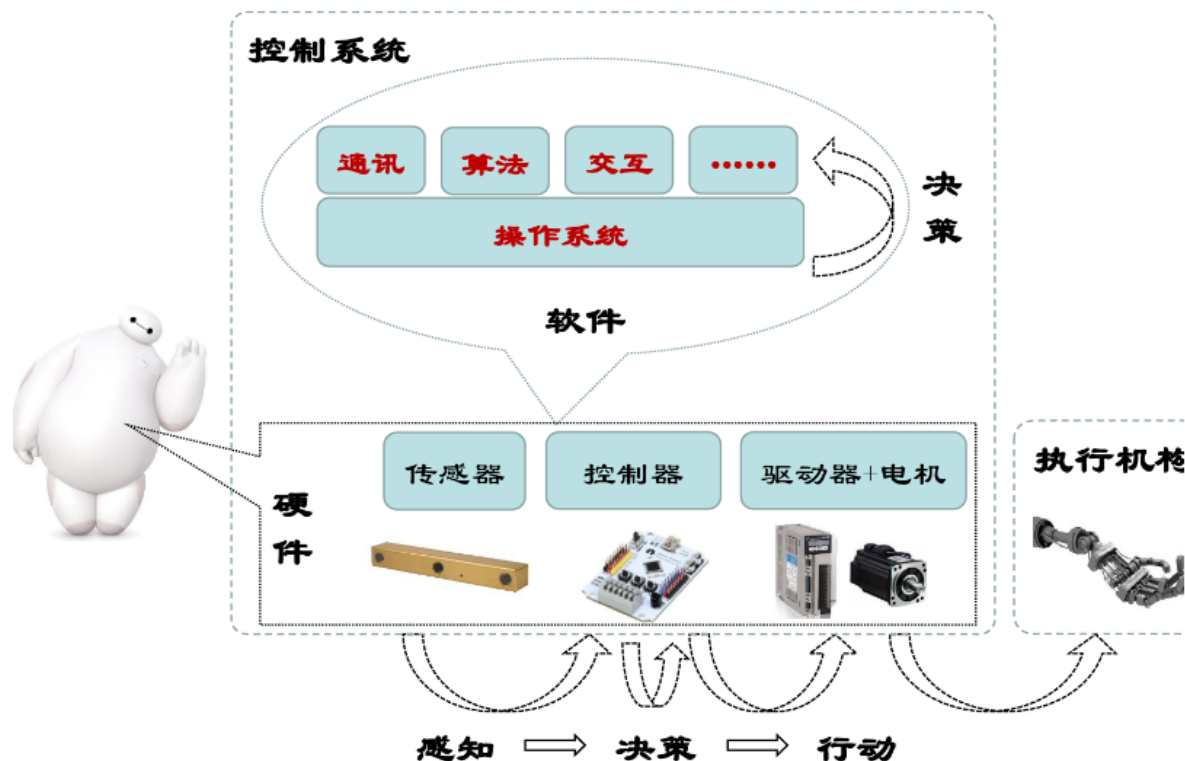 控制系统
通讯
算法
交互
......
操作系统
决
策
软件
传感器
控制器
驱动器+电机
执行机构
硬
件
感知
决策
行动